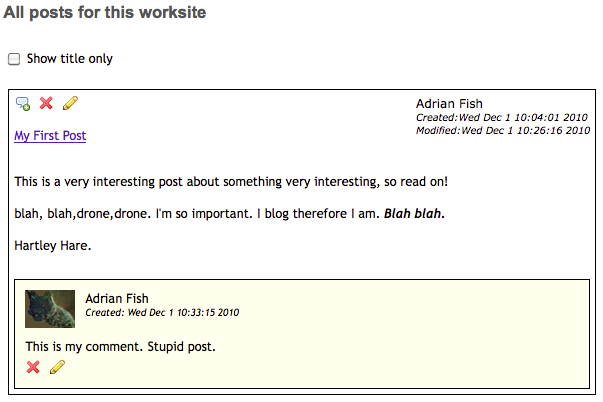 All posts for this worksite
Show title only
Adrian Fish
Created:Wed Dec 1 10:04:01 2010
Modified:Wed Dec 1 10:26:16 2010
My First Post
This is a very interesting post about something very interesting, so read on!
blah, blah,drone,drone. I'm so important. I blog therefore I am. Blah blah.
Hartley Hare.
Adrian Fish
Created: Wed Dec 1 10:33:15 2010
This is my comment. Stupid post.